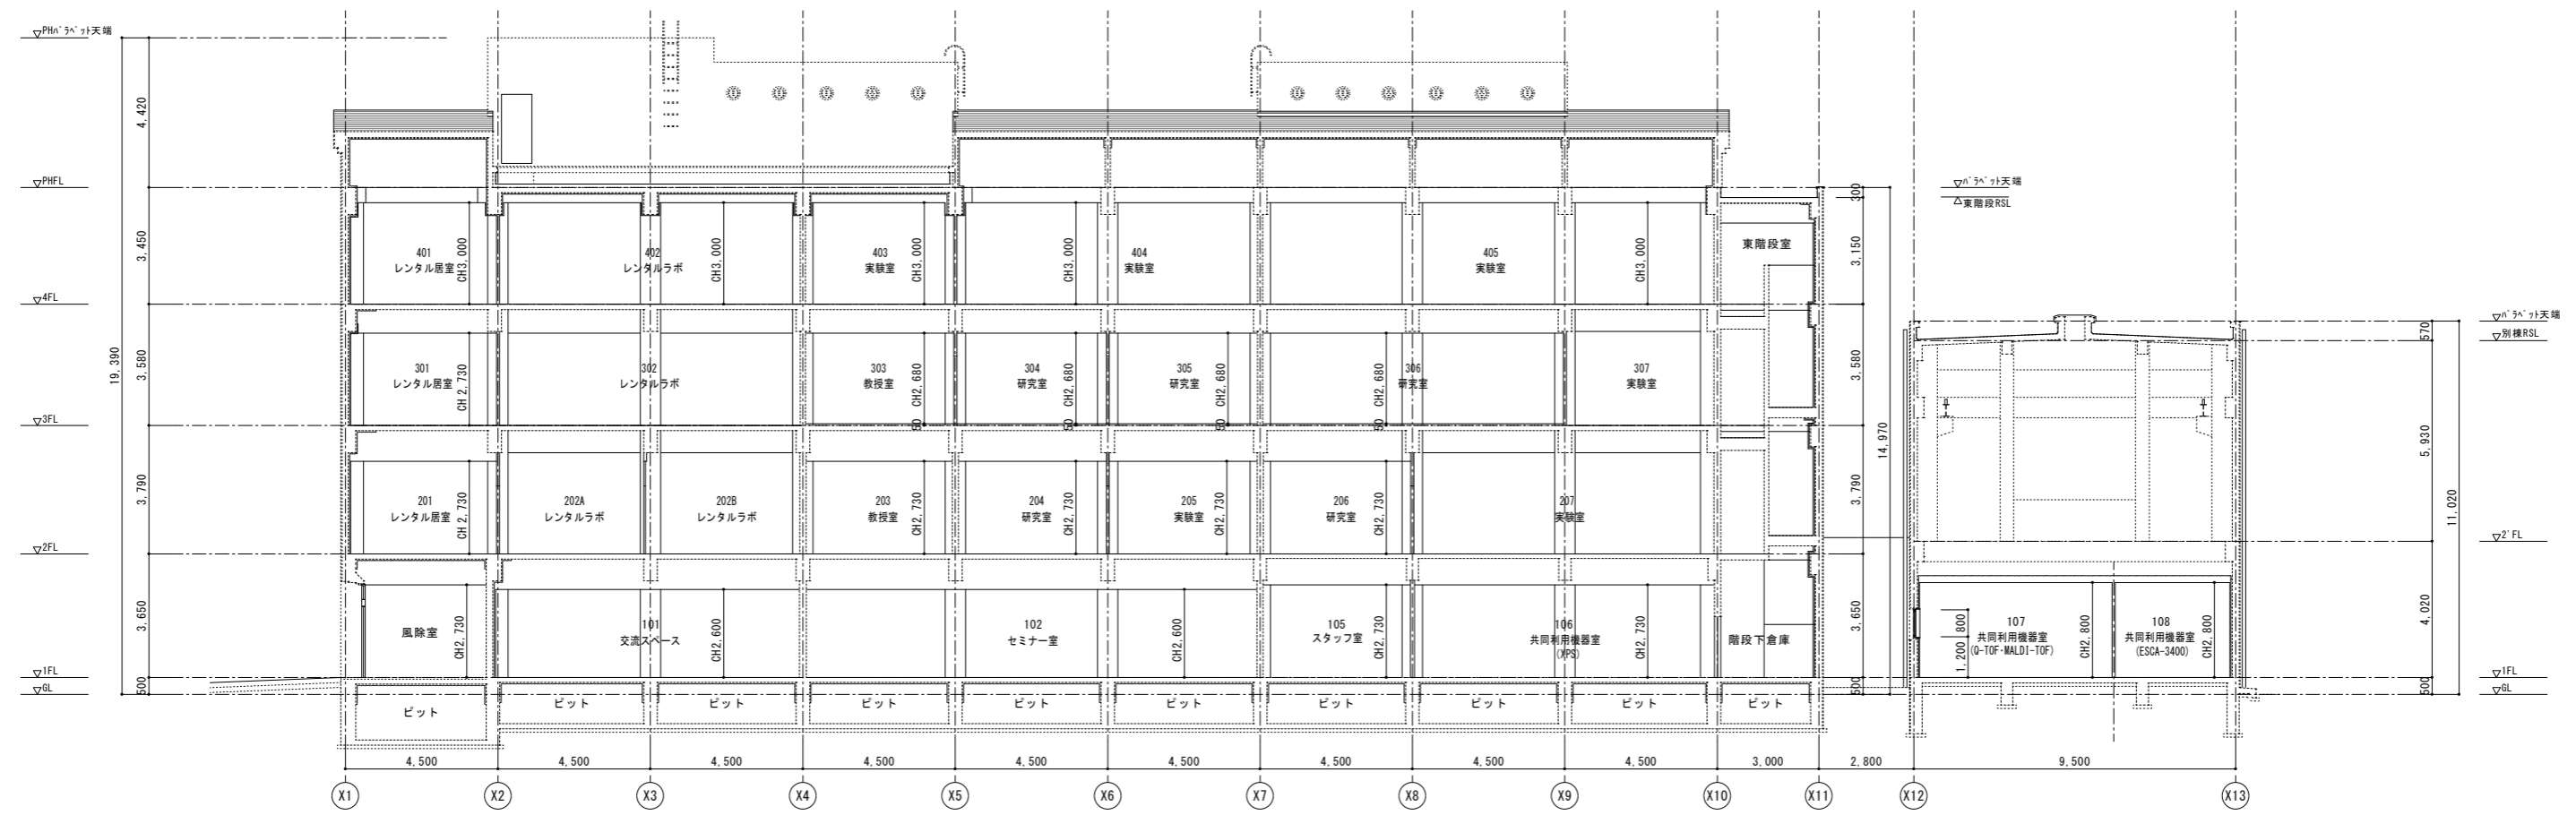 ▽PHパラペット天端
4,420
▽PHFL
▽パラペット天端
300
△東階段RSL
3,450
401
レンタル居室
CH3,000
402
レンタルラボ
CH3,000
403
実験室
CH3,000
404
実験室
CH3,000
405
実験室
CH3,000
東階段室
3,150
▽4FL
▽パラペット天端
570
▽別棟RSL
19,390
3,580
301
レンタル居室
CH2,730
302
レンタルラボ
303
教授室
CH2,680
50
304
研究室
CH2,680
50
305
研究室
CH2,680
50
306
研究室
CH2,680
50
307
実験室
3,580
▽3FL
14,970
5,930
11,020
3,790
201
レンタル居室
CH2,730
202A
レンタルラボ
202B
レンタルラボ
203
教授室
CH2,730
204
研究室
CH2,730
205
実験室
CH2,730
206
研究室
CH2,730
207
実験室
3,790
▽2FL
▽2'FL
3,650
風除室
CH2,730
101
交流スペース
CH2,600
102
セミナー室
CH2,600
105
スタッフ室
CH2,730
106
共同利用機器室
(XPS)
CH2,730
階段下倉庫
3,650
800
1,200
107
共同利用機器室
(Q-TOF・MALDI-TOF)
CH2,800
108
共同利用機器室
(ESCA-3400)
CH2,800
4,020
▽1FL
▽1FL
500
500
500
▽GL
▽GL
ピット
ピット
ピット
ピット
ピット
ピット
ピット
ピット
ピット
ピット
4,500
4,500
4,500
4,500
4,500
4,500
4,500
4,500
4,500
3,000
2,800
9,500
X1
X2
X3
X4
X5
X6
X7
X8
X9
X10
X11
X12
X13